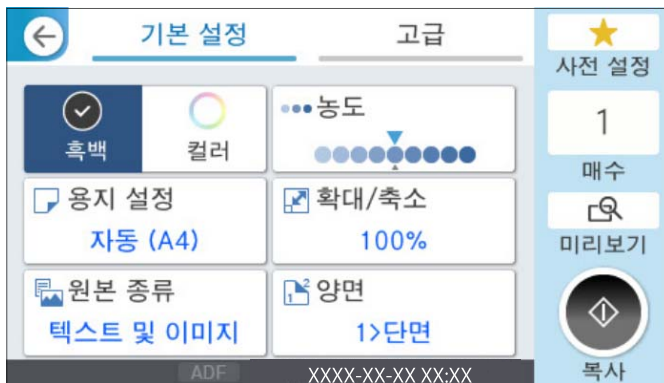 기본 설정
고급
사전 설정
흑백
컬러
농도
1
매수
용지 설정
자동 (A4)
확대/축소
100%
미리보기
원본 종류
텍스트 및 이미지
1 2
양면
1>단면
ADF
XXXX-XX-XX XX:XX
복사